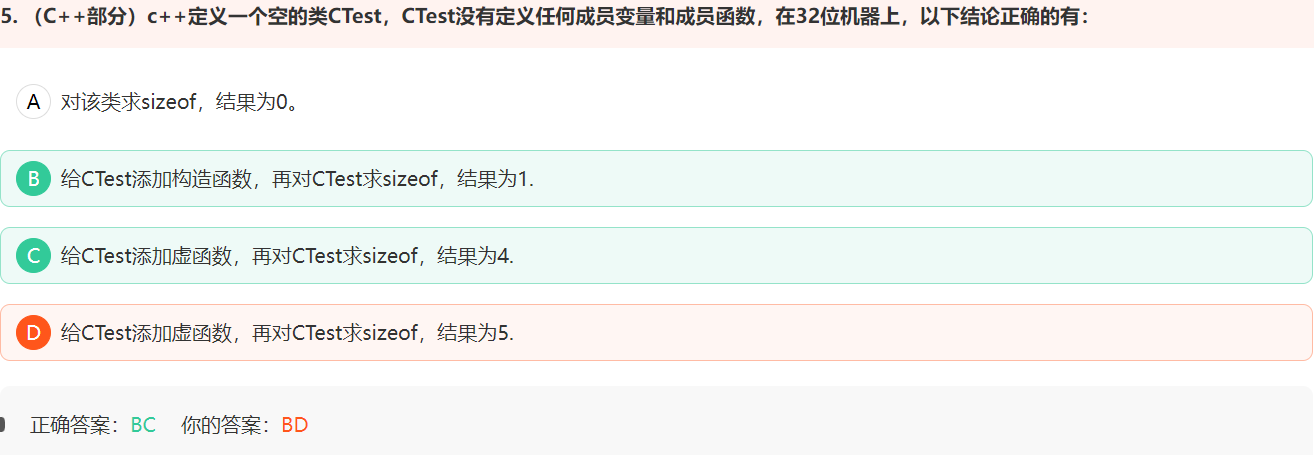 5. （C++部分）c++定义一个空的类CTest，CTest没有定义任何成员变量和成员函数，在32位机器上，以下结论正确的有：
A 对该类求sizeof，结果为0。
B 给CTest添加构造函数，再对CTest求sizeof，结果为1.
C 给CTest添加虚函数，再对CTest求sizeof，结果为4.
D 给CTest添加虚函数，再对CTest求sizeof，结果为5.
正确答案：BC 你的答案：BD